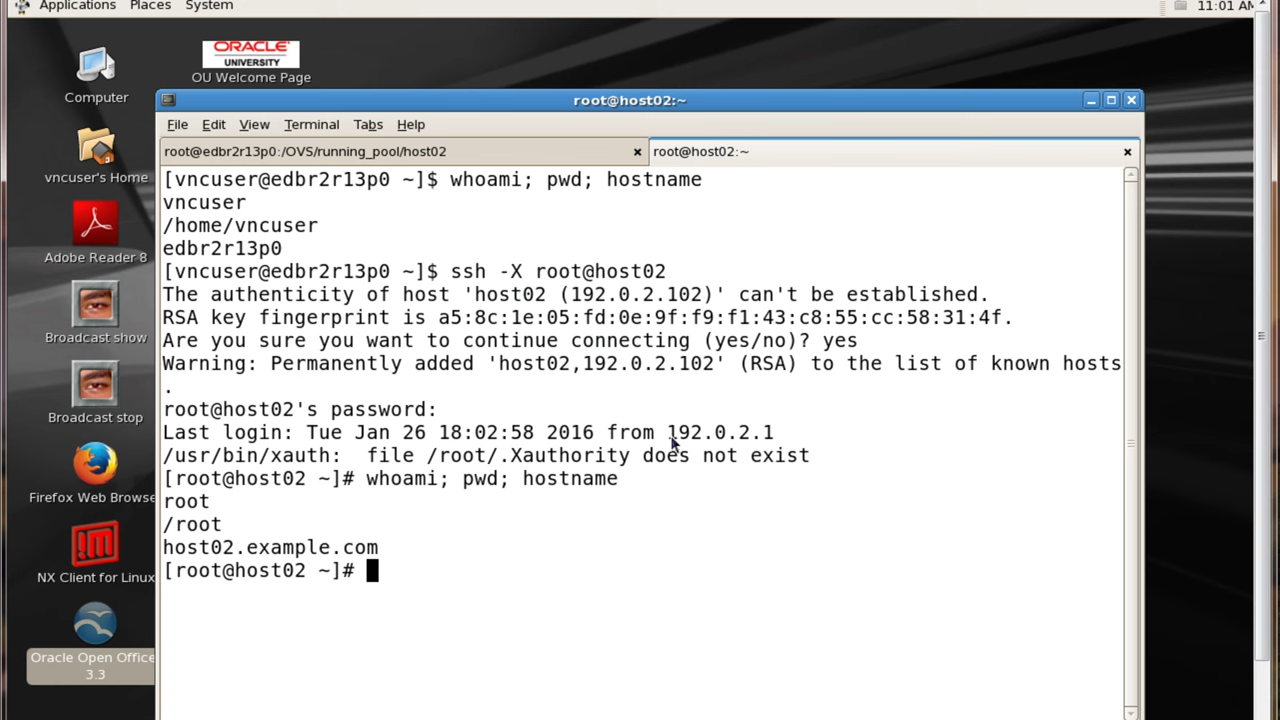 Applications Places System
11:01 AM
ORACLE
UNIVERSITY
OU Welcome Page
Computer
vncuser's Home
Adobe Reader 8
Broadcast show
Broadcast stop
Firefox Web Browse
NX Client for Linux
Oracle Open Office
3.3
root@host02:~
File Edit View Terminal Tabs Help
root@edbr2r13p0:/OVS/running_pool/host02
root@host02:~
[vncuser@edbr2r13p0 ~]$ whoami; pwd; hostname
vncuser
/home/vncuser
edbr2r13p0
[vncuser@edbr2r13p0 ~]$ ssh -X root@host02
The authenticity of host 'host02 (192.0.2.102)' can't be established.
RSA key fingerprint is a5:8c:1e:05:fd:0e:9f:f9:f1:43:c8:55:cc:58:31:4f.
Are you sure you want to continue connecting (yes/no)? yes
Warning: Permanently added 'host02,192.0.2.102' (RSA) to the list of known hosts
.
root@host02's password:
Last login: Tue Jan 26 18:02:58 2016 from 192.0.2.1
/usr/bin/xauth:  file /root/.Xauthority does not exist
[root@host02 ~]# whoami; pwd; hostname
root
/root
host02.example.com
[root@host02 ~]#